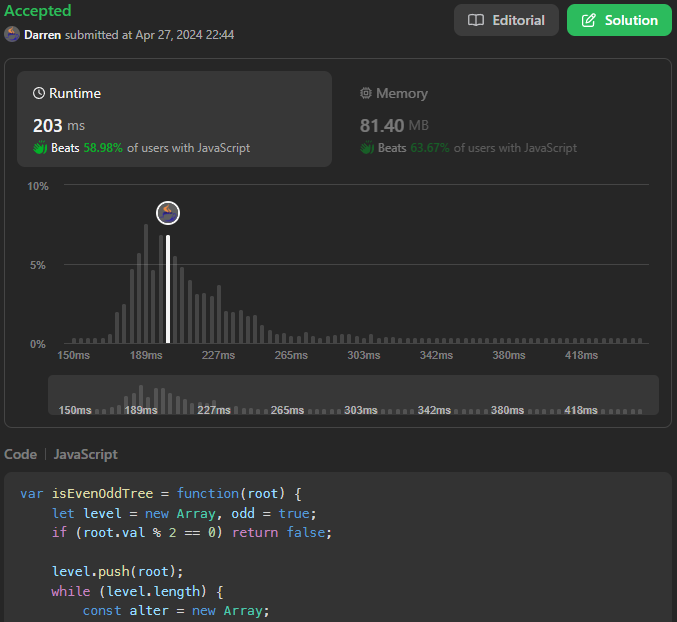 Accepted
Editorial
Solution
Darren submitted at Apr 27, 2024 22:44
Runtime
Memory
203 ms
81.40 MB
Beats 58.98% of users with JavaScript
Beats 63.67% of users with JavaScript
10%
5%
0%
150ms 189ms 227ms 265ms 303ms 342ms 380ms 418ms
150ms 189ms 227ms 265ms 303ms 342ms 380ms 418ms
Code | JavaScript
var isEvenOddTree = function(root) {
    let level = new Array, odd = true;
    if (root.val % 2 == 0) return false;
    level.push(root);
    while (level.length) {
        const alter = new Array;